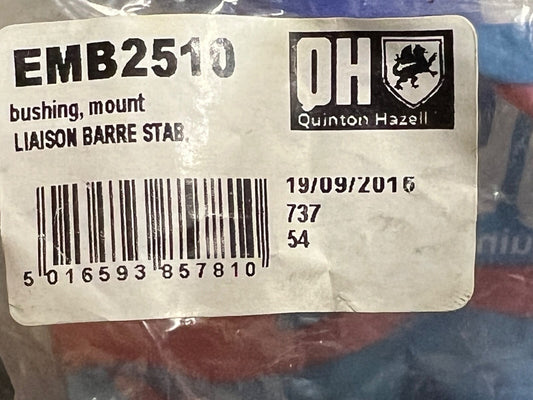 EMB2510
bushing, mount
LIAISON BARRE STAB.
QH
Quinton Hazell
19/09/2016
737
54
5 016593 857810